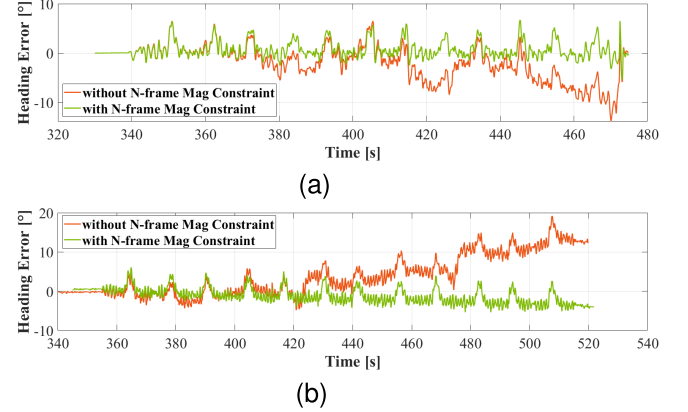 10
0
-10
Heading Error [°]
without N-frame Mag Constraint
with N-frame Mag Constraint
320 340 360 380 400 420 440 460 480
Time [s]
(a)
20
10
0
-10
Heading Error [°]
without N-frame Mag Constraint
with N-frame Mag Constraint
340 360 380 400 420 440 460 480 500 520 540
Time [s]
(b)